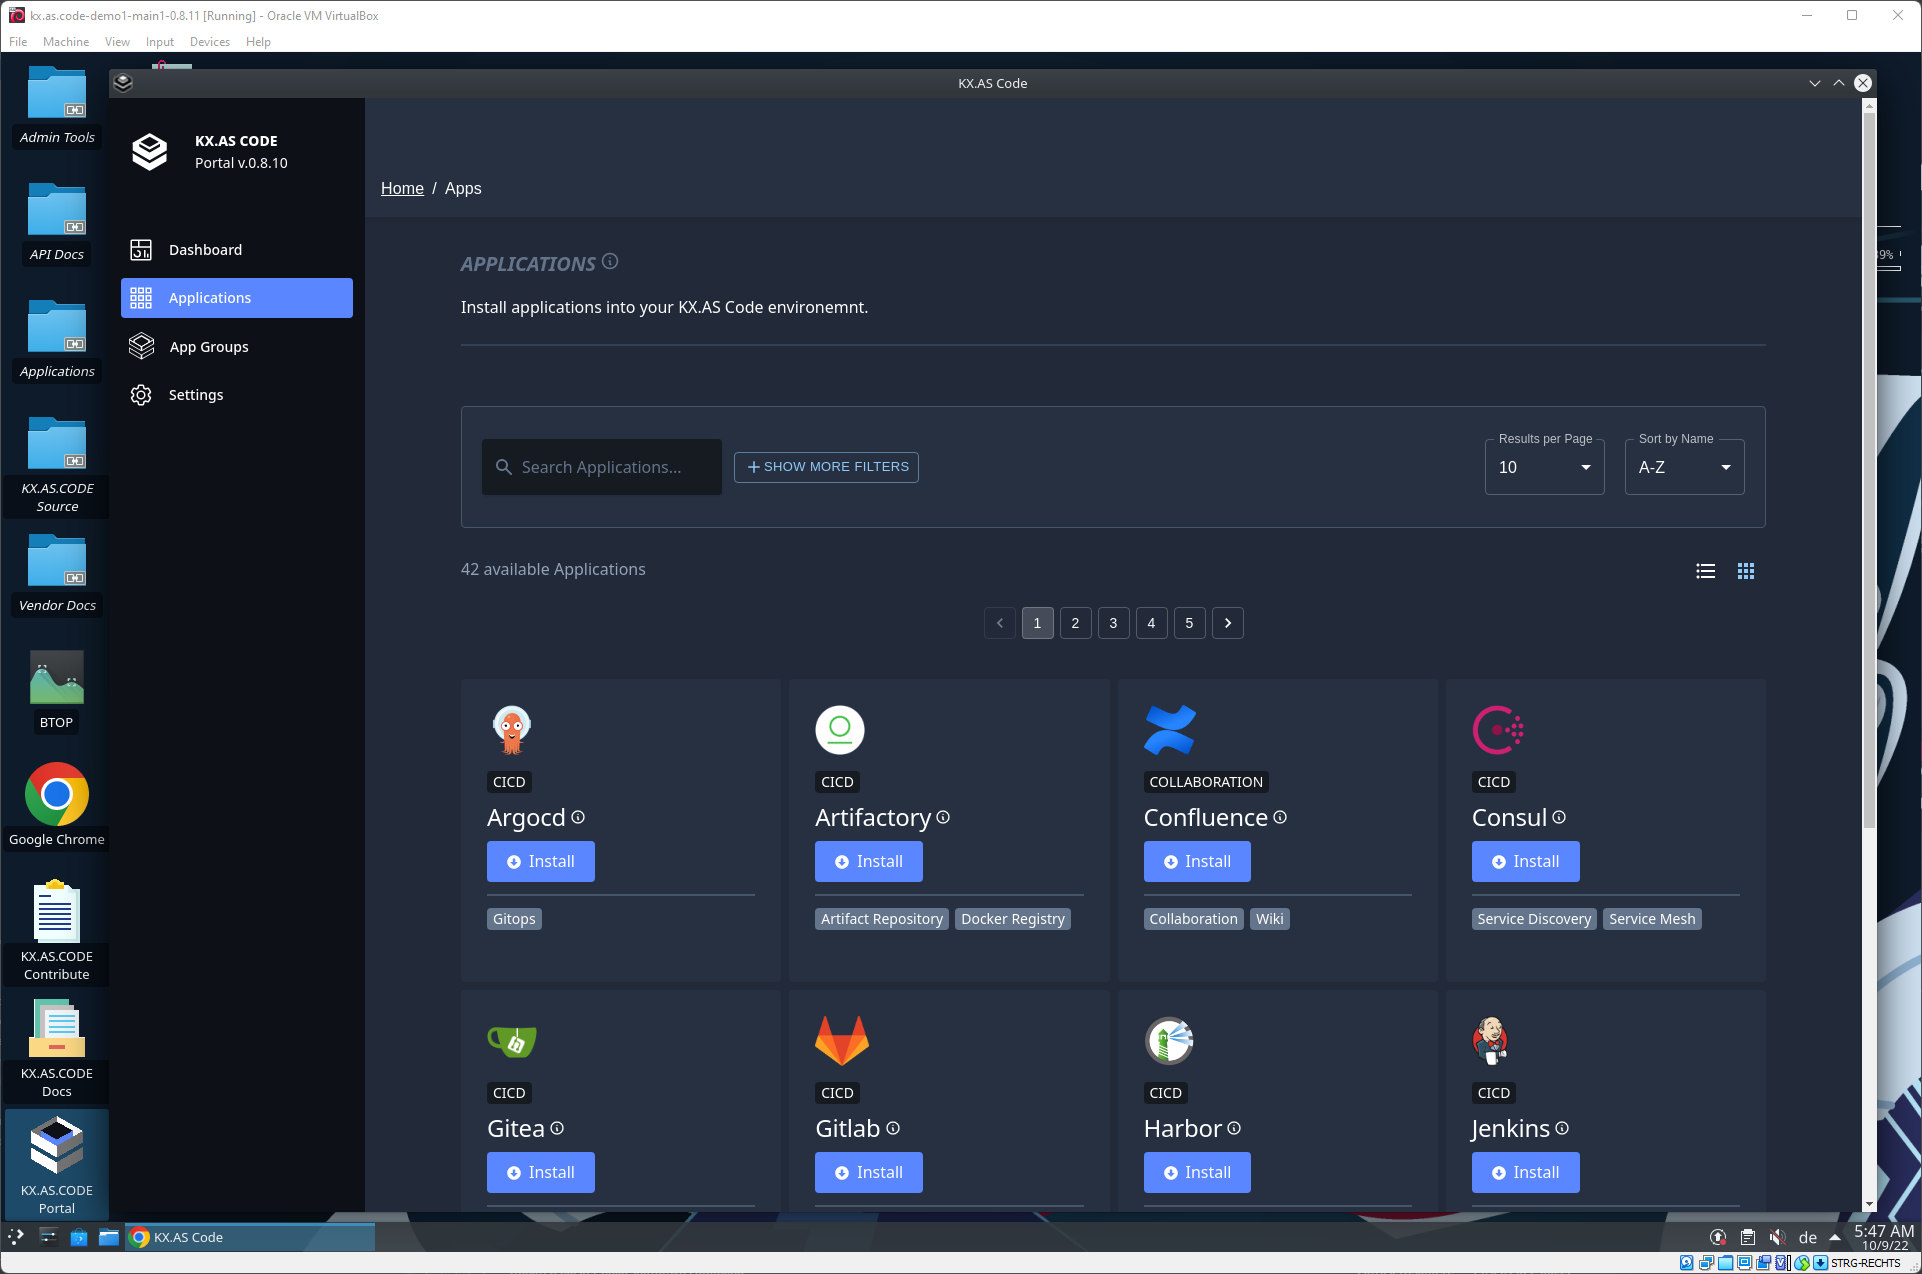 kx.as.code-demo1-main1-0.8.11 [Running] - Oracle VM VirtualBox
File Machine View Input Devices Help
KX.AS Code
Admin Tools
API Docs
Applications
KX.AS.CODE
Source
Vendor Docs
BTOP
Google Chrome
KX.AS.CODE
Contribute
KX.AS.CODE
Docs
KX.AS.CODE
Portal
KX.AS CODE
Portal v.0.8.10
Dashboard
Applications
App Groups
Settings
Home / Apps
APPLICATIONS
Install applications into your KX.AS Code environemnt.
Search Applications...
SHOW MORE FILTERS
Results per Page
10
Sort by Name
A-Z
42 available Applications
1 2 3 4 5
CICD
Argocd
Install
Gitops
CICD
Artifactory
Install
Artifact Repository Docker Registry
COLLABORATION
Confluence
Install
Collaboration Wiki
CICD
Consul
Install
Service Discovery Service Mesh
CICD
Gitea
Install
CICD
Gitlab
Install
CICD
Harbor
Install
CICD
Jenkins
Install
KX.AS Code
de
5:47 AM
10/9/22
STRG-RECHTS